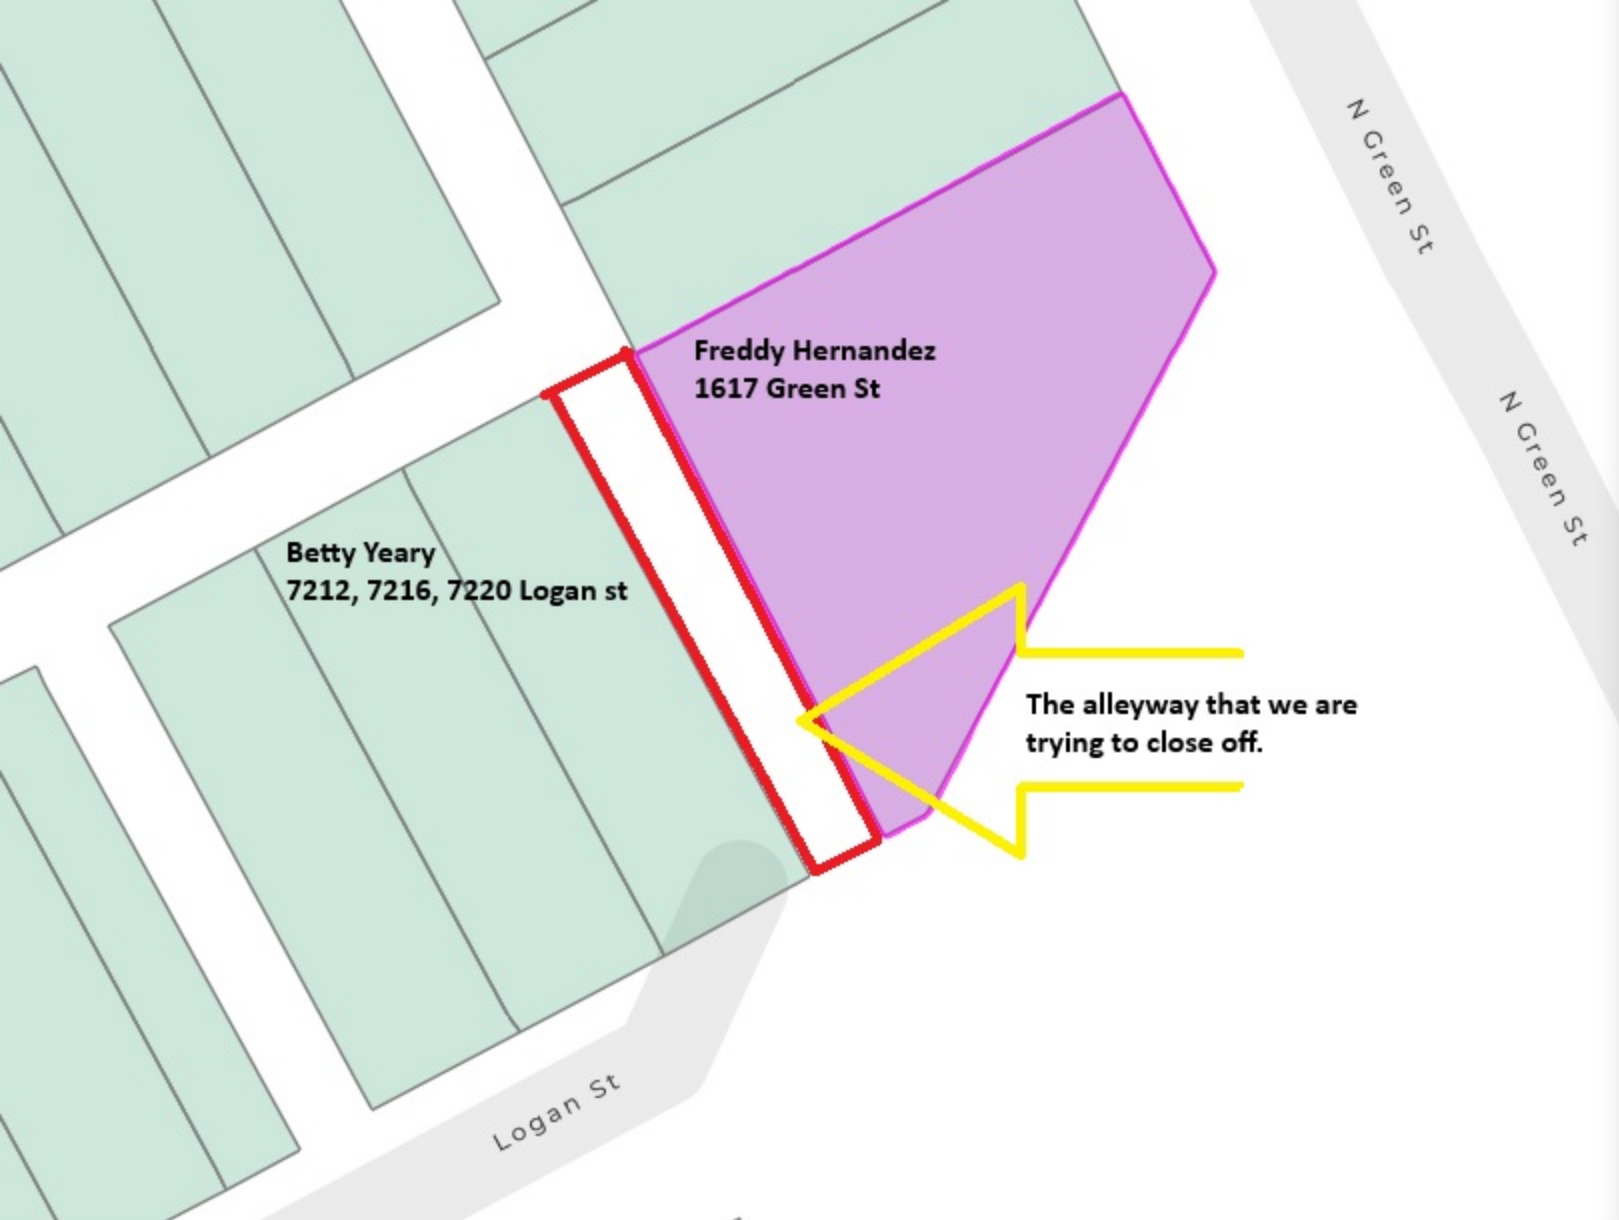 N Green St
Freddy Hernandez
1617 Green St
N Green St
Betty Yeary
7212, 7216, 7220 Logan st
The alleyway that we are
trying to close off.
Logan St